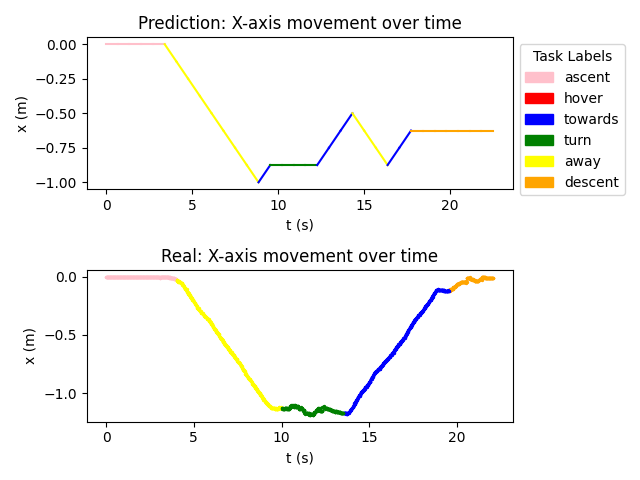 Prediction: X-axis movement over time
0.00
−0.25
−0.50
−0.75
−1.00
x (m)
0 5 10 15 20
t (s)
Task Labels
ascent
hover
towards
turn
away
descent
Real: X-axis movement over time
0.0
−0.5
−1.0
x (m)
0 5 10 15 20
t (s)